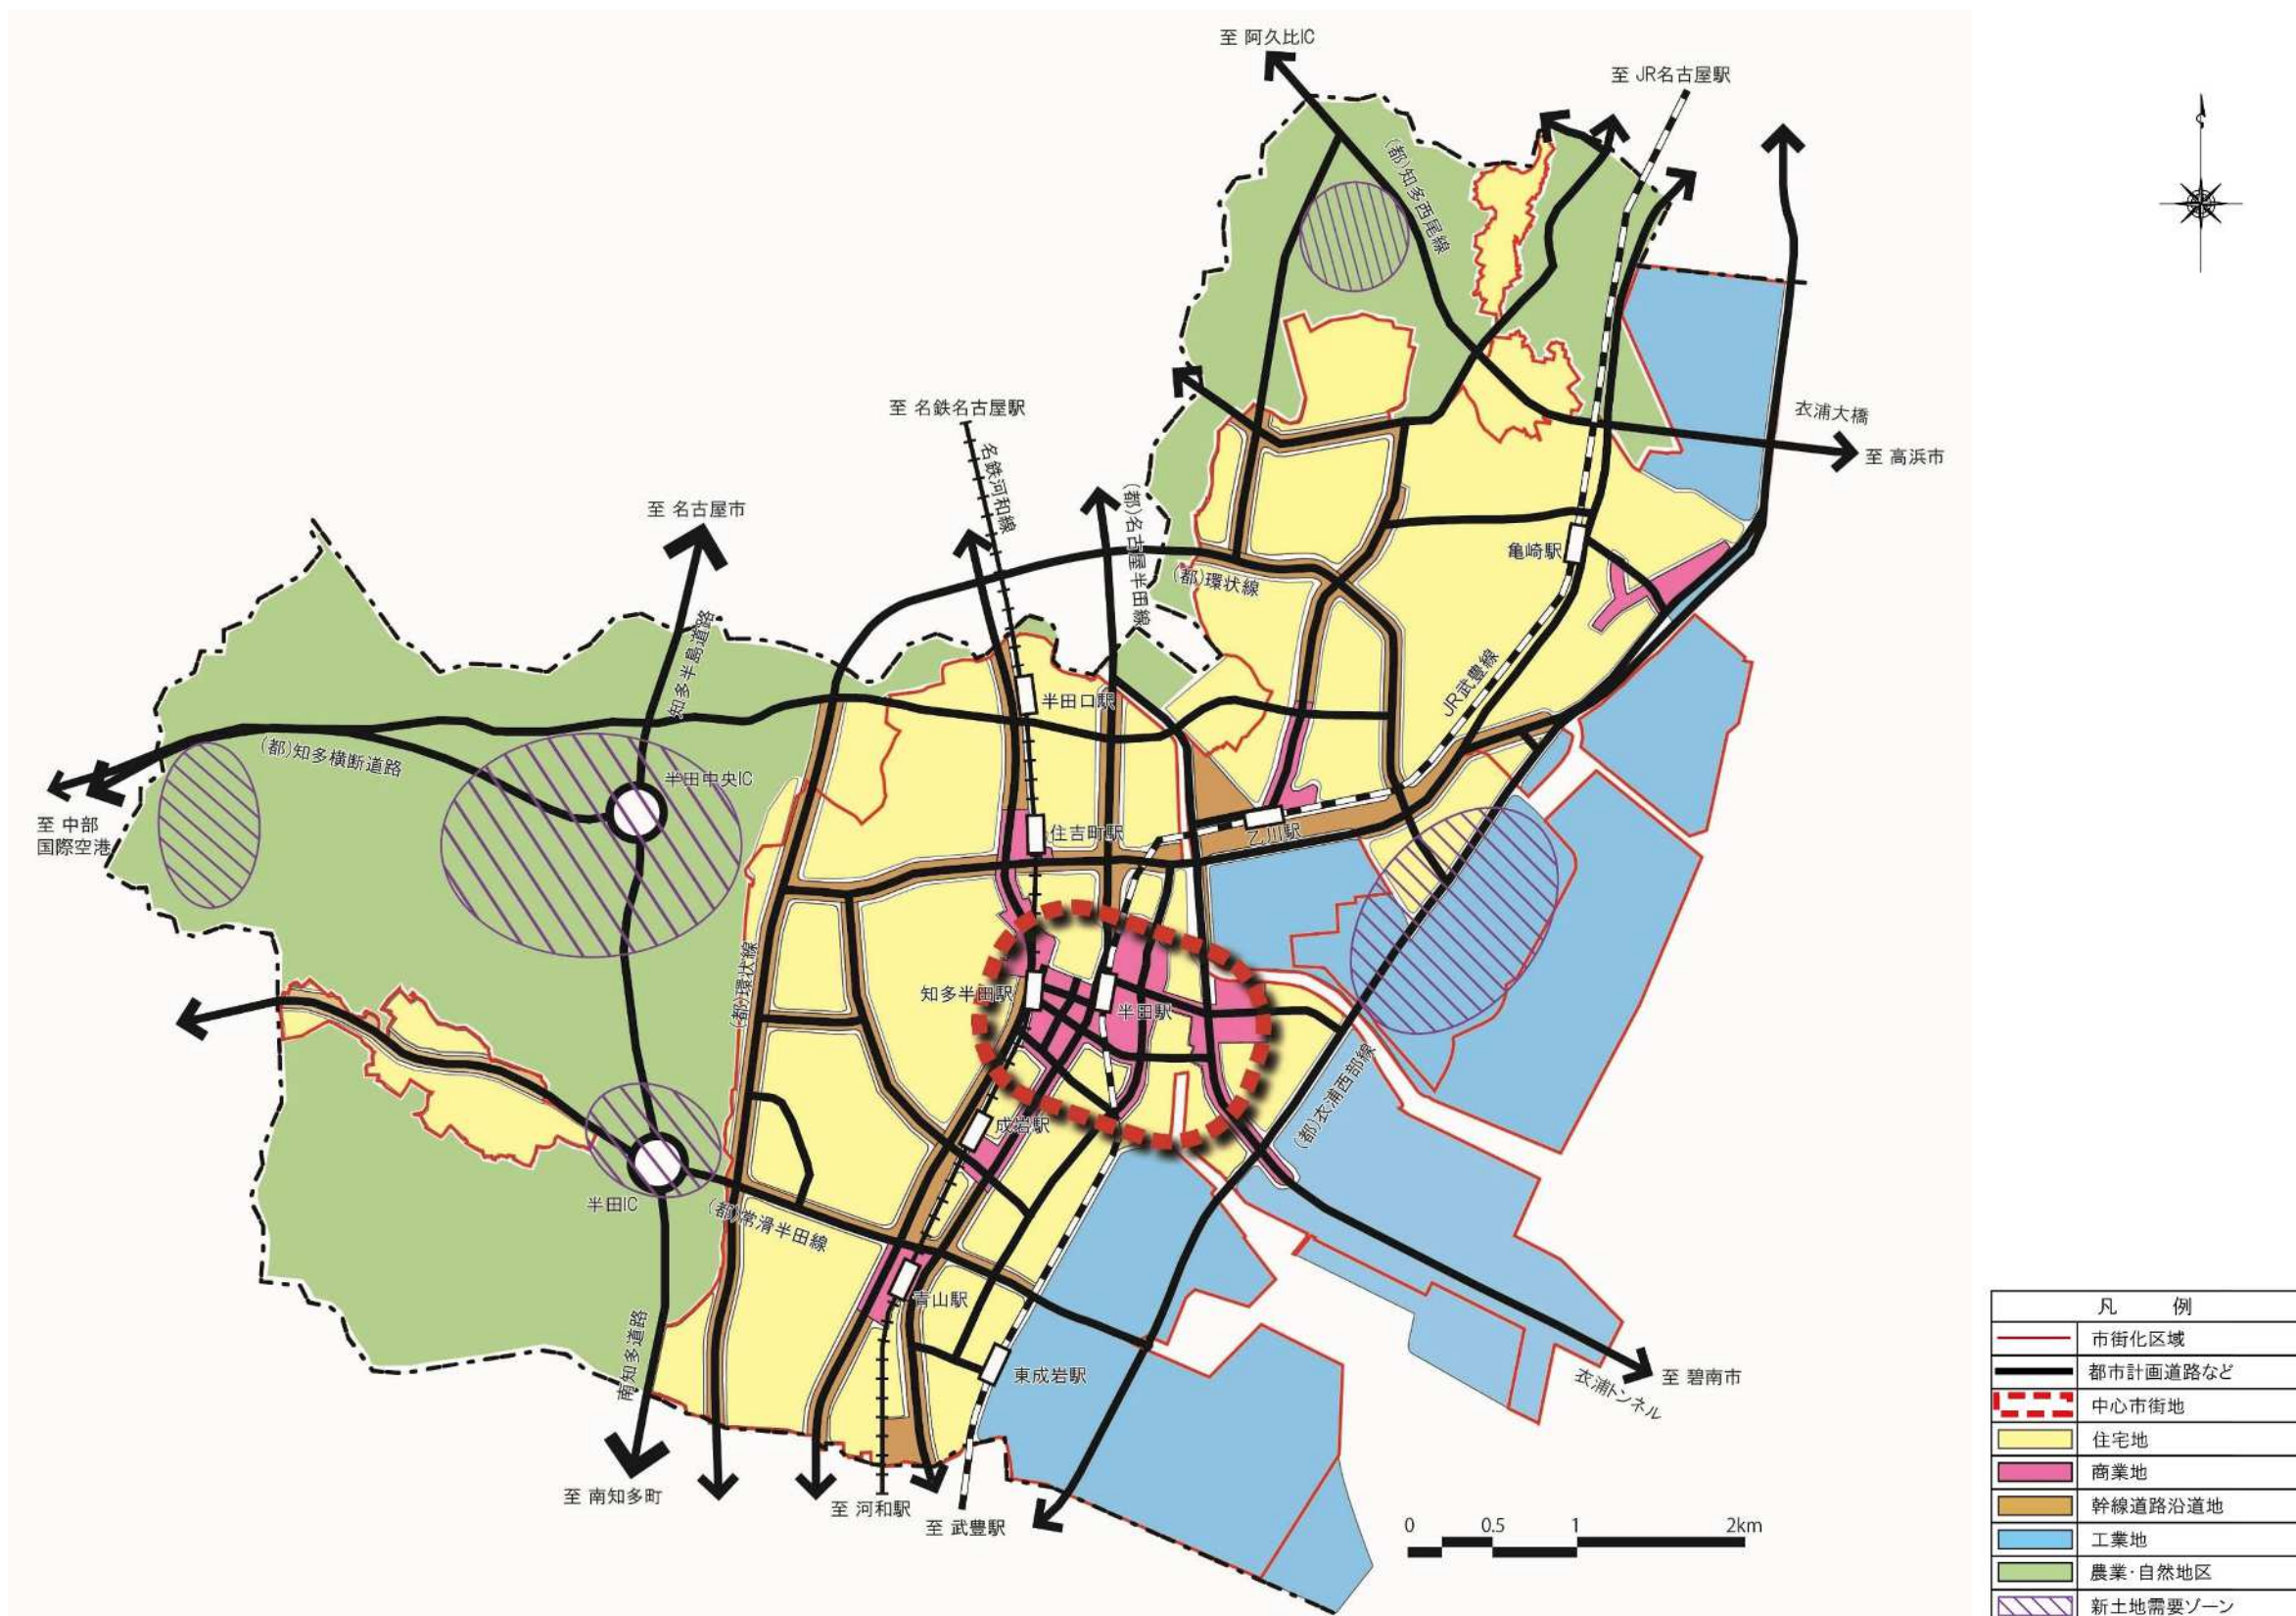 至 阿久比IC
至 JR名古屋駅
(都)知多西尾線
至 名鉄名古屋駅
名鉄河和線
衣浦大橋
至 高浜市
至 名古屋市
(都)名古屋半田線
亀崎駅
(都)環状線
知多半島道路
半田口駅
JR武豊線
(都)知多横断道路
半田中央IC
至 中部
国際空港
住吉町駅
乙川駅
(都)環状線
知多半田駅
半田駅
(都)衣浦西部線
成岩駅
半田IC
(都)常滑半田線
青山駅
南知多道路
東成岩駅
衣浦トンネル
至 碧南市
至 南知多町
至 河和駅
至 武豊駅
0 0.5 1 2km
凡 例
市街化区域
都市計画道路など
中心市街地
住宅地
商業地
幹線道路沿道地
工業地
農業・自然地区
新土地需要ゾーン